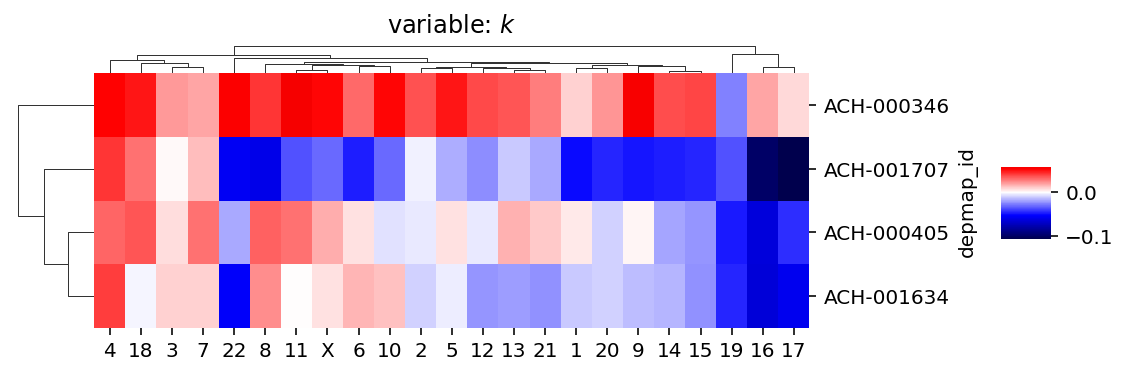 variable: k
ACH-000346
ACH-001707
ACH-000405
ACH-001634
depmap_id
0.0
−0.1
4 18 3 7 22 8 11 X 6 10 2 5 12 13 21 1 20 9 14 15 19 16 17